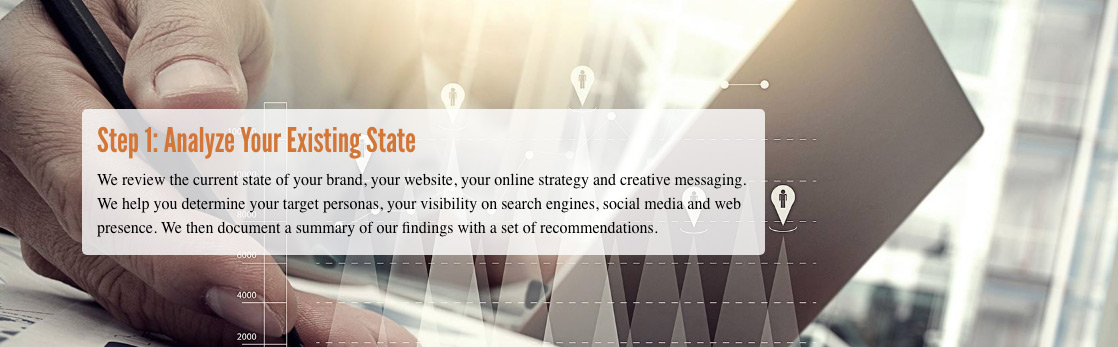 Step 1: Analyze Your Existing State
We review the current state of your brand, your website, your online strategy and creative messaging.
We help you determine your target personas, your visibility on search engines, social media and web
presence. We then document a summary of our findings with a set of recommendations.
6000
4000
2000